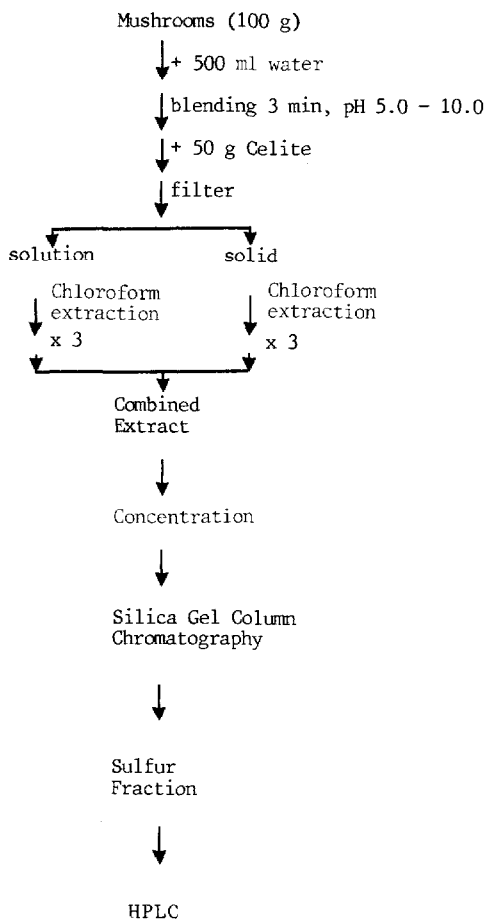 Mushrooms (100 g)
+ 500 ml water
blending 3 min, pH 5.0 - 10.0
+ 50 g Celite
filter
solution
solid
Chloroform
extraction
x 3
Chloroform
extraction
x 3
Combined
Extract
Concentration
Silica Gel Column
Chromatography
Sulfur
Fraction
HPLC